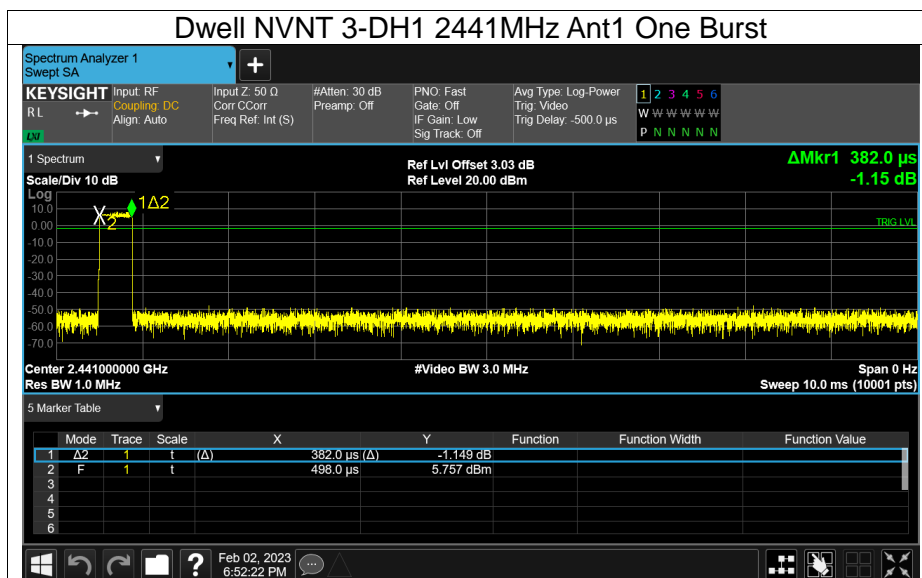 Dwell NVNT 3-DH1 2441MHz Ant1 One Burst
Spectrum Analyzer 1
Swept SA
KEYSIGHT Input: RF Input Z: 50 Ω #Atten: 30 dB PNO: Fast Avg Type: Log-Power 1 2 3 4 5 6
R L Coupling: DC Corr CCorr Preamp: Off Gate: Off Trig: Video W W W W W W
Align: Auto Freq Ref: Int (S) IF Gain: Low Trig Delay: -500.0 µs
LXI Sig Track: Off P N N N N N
1 Spectrum Ref Lvl Offset 3.03 dB ΔMkr1 382.0 µs
Scale/Div 10 dB Ref Level 20.00 dBm -1.15 dB
Log
10.0 X 2 1Δ2
0.00 TRIG LVL
-10.0
-20.0
-30.0
-40.0
-50.0
-60.0
-70.0
Center 2.441000000 GHz #Video BW 3.0 MHz Span 0 Hz
Res BW 1.0 MHz Sweep 10.0 ms (10001 pts)
5 Marker Table
Mode Trace Scale X Y Function Function Width Function Value
1 Δ2 1 t (Δ) 382.0 µs (Δ) -1.149 dB
2 F 1 t 498.0 µs 5.757 dBm
3
4
5
6
? Feb 02, 2023
6:52:22 PM